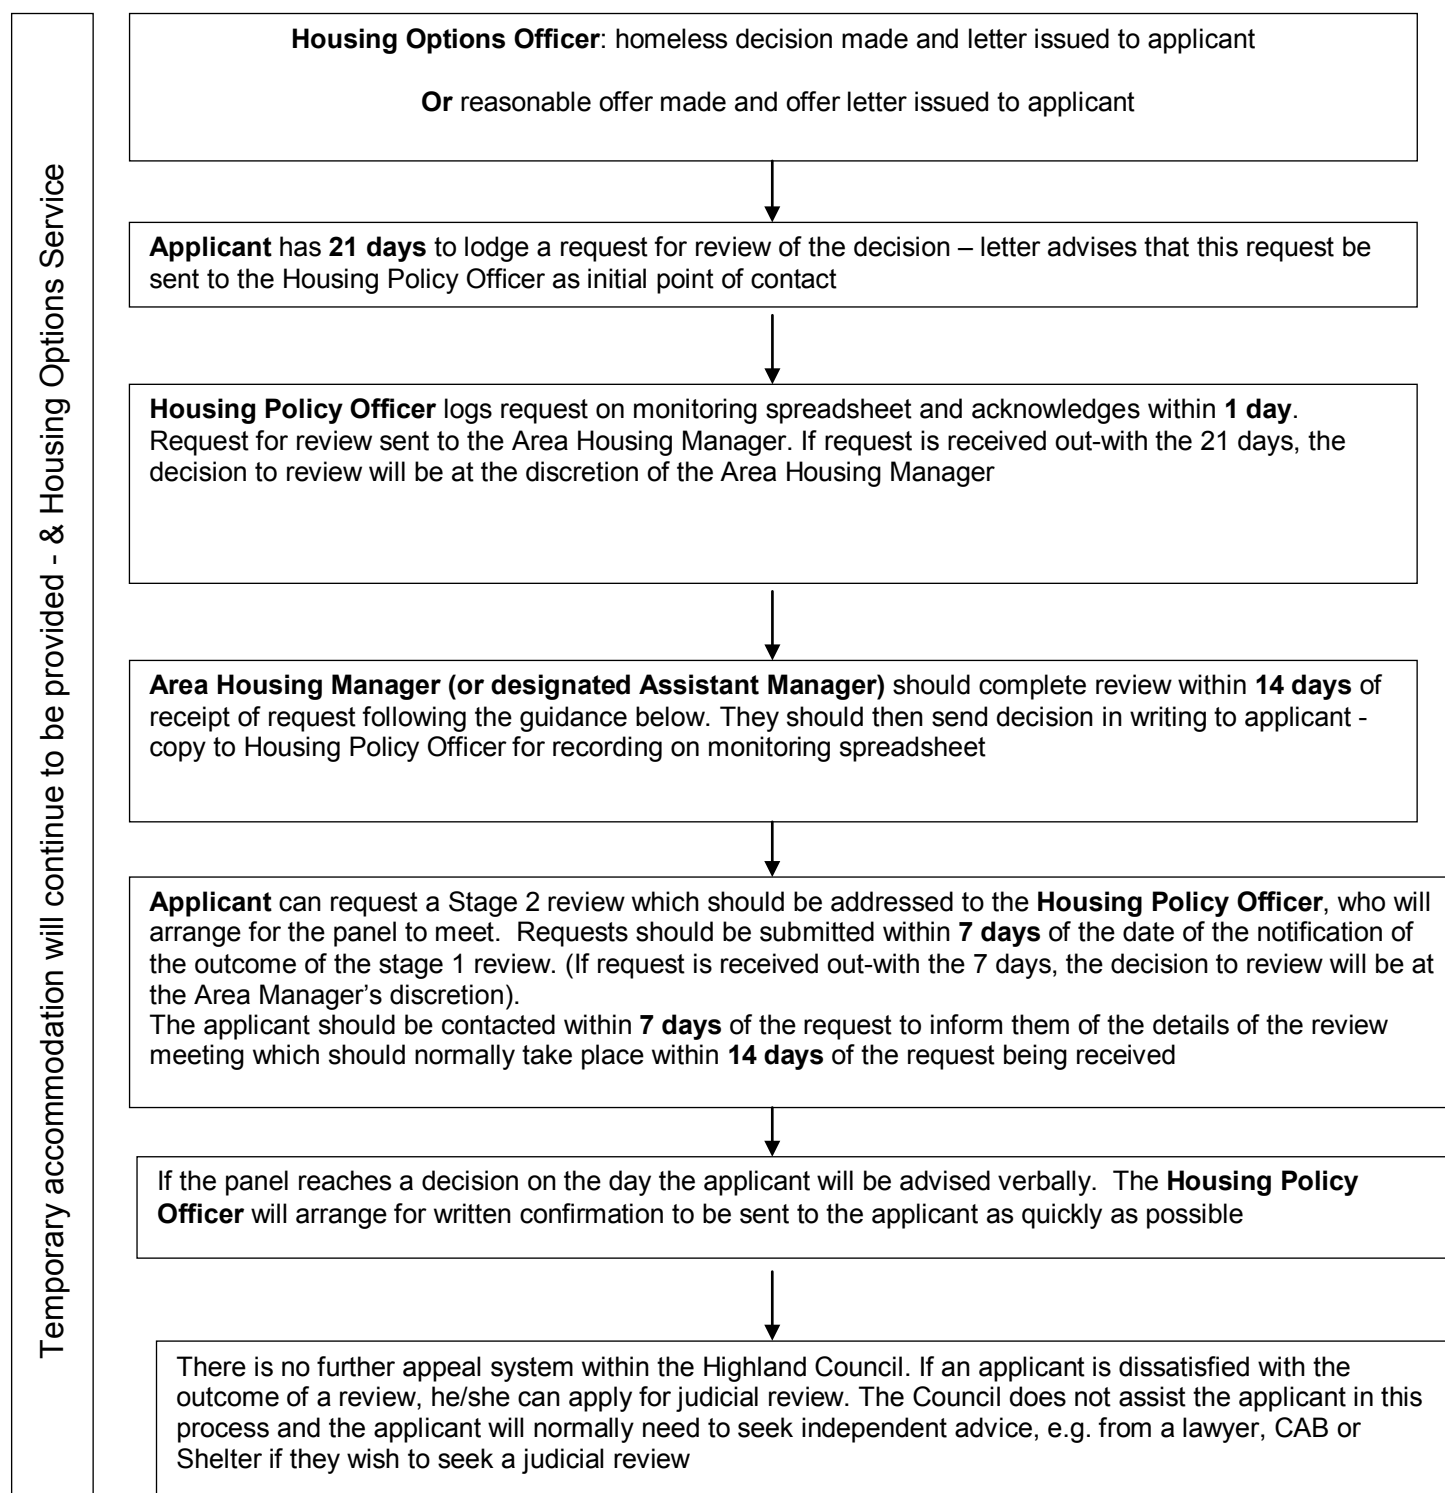 Temporary accommodation will continue to be provided - & Housing Options Service
Housing Options Officer: homeless decision made and letter issued to applicant
Or reasonable offer made and offer letter issued to applicant
Applicant has 21 days to lodge a request for review of the decision – letter advises that this request be
sent to the Housing Policy Officer as initial point of contact
Housing Policy Officer logs request on monitoring spreadsheet and acknowledges within 1 day.
Request for review sent to the Area Housing Manager. If request is received out-with the 21 days, the
decision to review will be at the discretion of the Area Housing Manager
Area Housing Manager (or designated Assistant Manager) should complete review within 14 days of
receipt of request following the guidance below. They should then send decision in writing to applicant -
copy to Housing Policy Officer for recording on monitoring spreadsheet
Applicant can request a Stage 2 review which should be addressed to the Housing Policy Officer, who will
arrange for the panel to meet.  Requests should be submitted within 7 days of the date of the notification of
the outcome of the stage 1 review. (If request is received out-with the 7 days, the decision to review will be at
the Area Manager's discretion).
The applicant should be contacted within 7 days of the request to inform them of the details of the review
meeting which should normally take place within 14 days of the request being received
If the panel reaches a decision on the day the applicant will be advised verbally.  The Housing Policy
Officer will arrange for written confirmation to be sent to the applicant as quickly as possible
There is no further appeal system within the Highland Council. If an applicant is dissatisfied with the
outcome of a review, he/she can apply for judicial review. The Council does not assist the applicant in this
process and the applicant will normally need to seek independent advice, e.g. from a lawyer, CAB or
Shelter if they wish to seek a judicial review